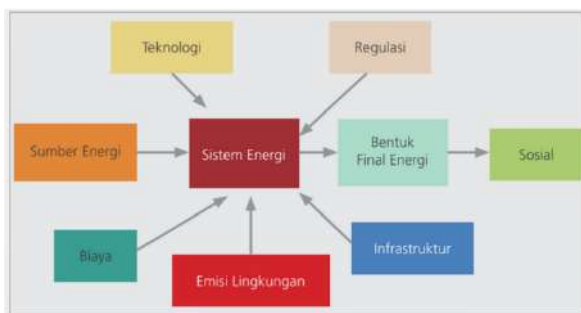 Teknologi
Regulasi
Sumber Energi
Sistem Energi
Bentuk
Final Energi
Sosial
Biaya
Emisi Lingkungan
Infrastruktur